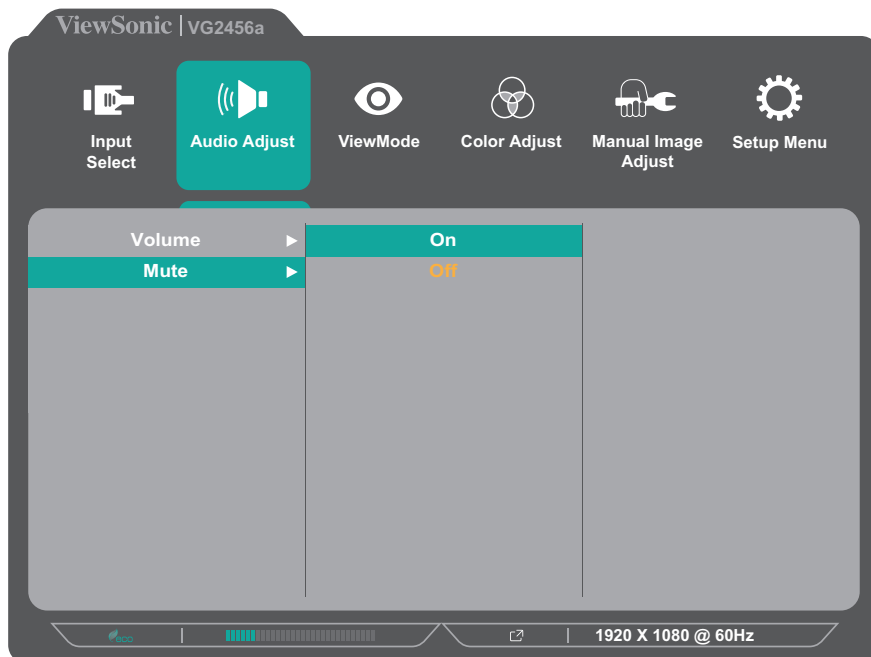 ViewSonic | VG2456a
Input
Select
Audio Adjust
ViewMode
Color Adjust
Manual Image
Adjust
Setup Menu
Volume
On
Mute
Off
eco
1920 X 1080 @ 60Hz